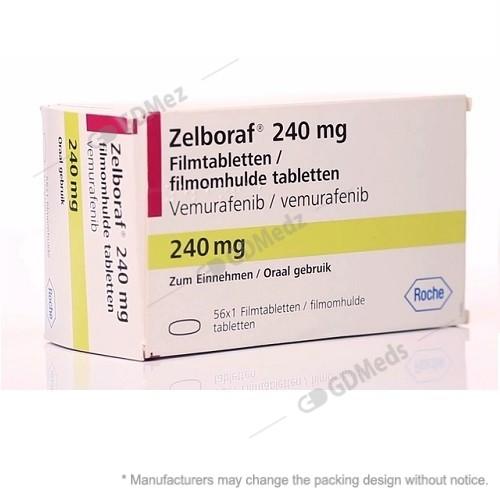 Zelboraf® 240 mg
Filmtabletten /
filmomhulde tabletten
Vemurafenib / vemurafenib
240 mg
Zum Einnehmen / Oraal gebruik
56x1 Filmtabletten / filmomhulde
tabletten
Roche
Zelboraf® 240 mg
filmomhulde tabletten
vemurafenib
240 mg
Oraal gebruik
GDMez
GDMedz
GDMeds
* Manufacturers may change the packing design without notice.